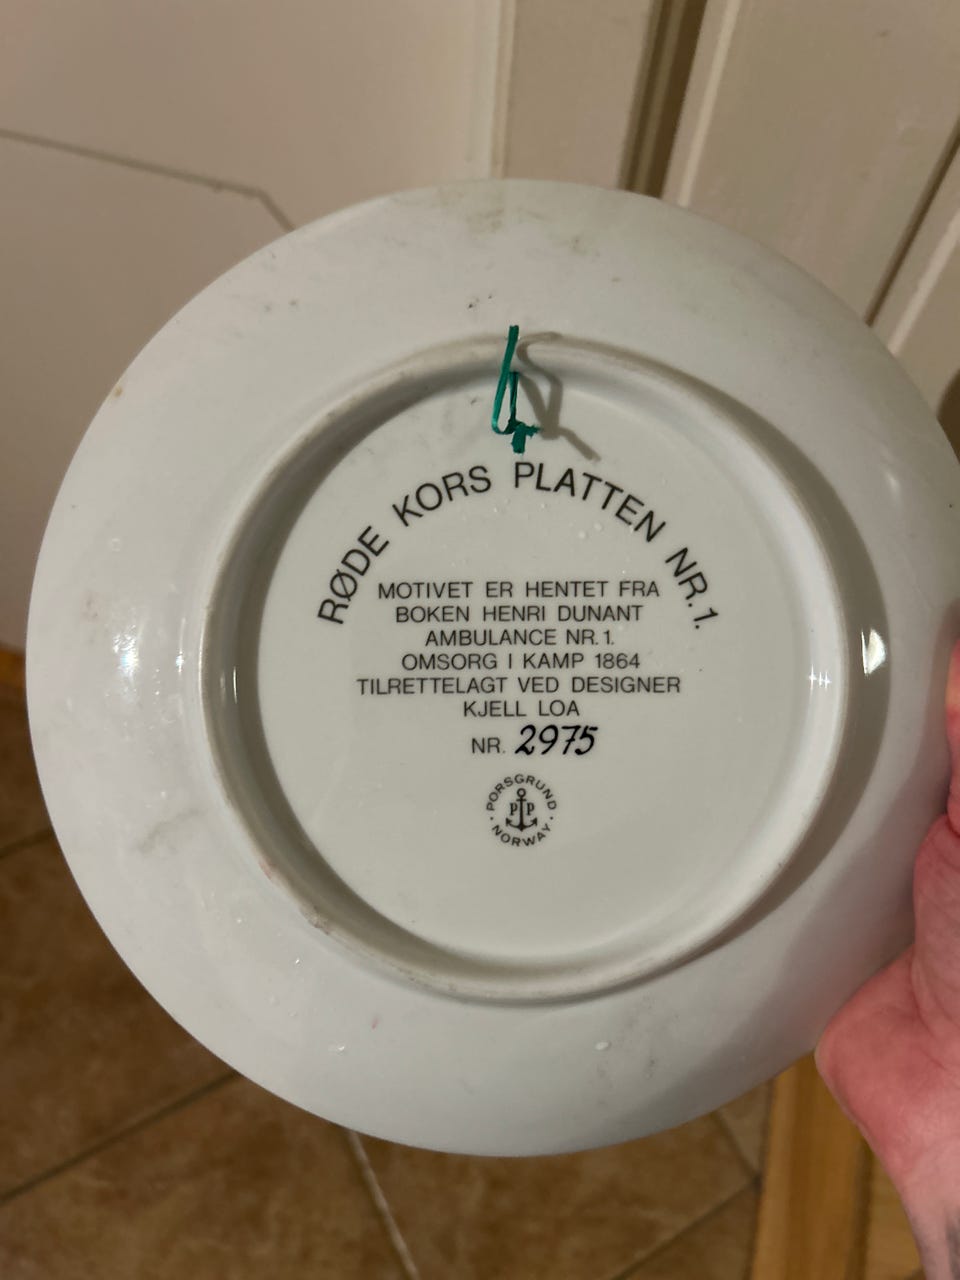 RØDE KORS PLATTEN NR.1.
MOTIVET ER HENTET FRA
BOKEN HENRI DUNANT
AMBULANCE NR.1.
OMSORG I KAMP 1864
TILRETTELAGT VED DESIGNER
KJELL LOA
NR. 2975
PORSGRUND
P P
· NORWAY ·